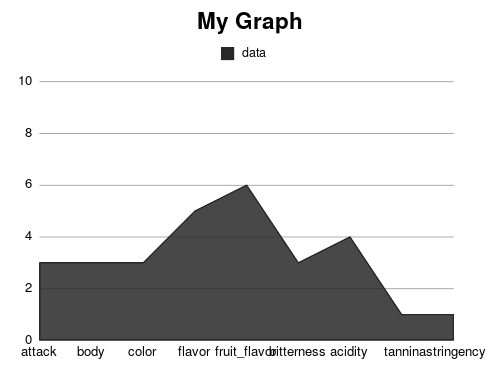 My Graph
data
10
8
6
4
2
0
attack body color flavor fruit_flavor bitterness acidity tannin astringency